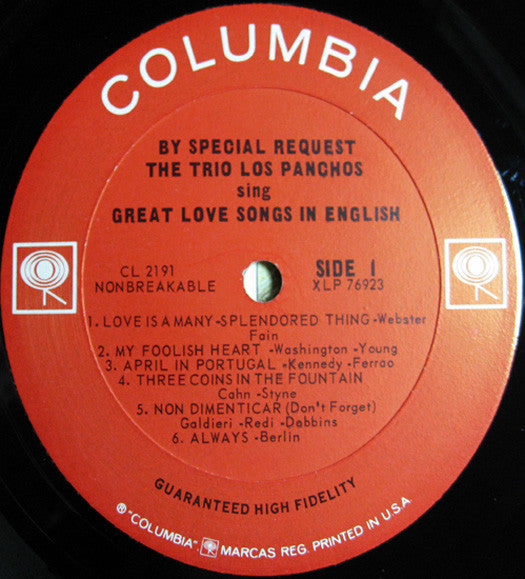 COLUMBIA
BY SPECIAL REQUEST
THE TRIO LOS PANCHOS
sing
GREAT LOVE SONGS IN ENGLISH
CL 2191
NONBREAKABLE
SIDE 1
XLP 76923
1. LOVE IS A MANY-SPLENDORED THING -Webster
Fain
2. MY FOOLISH HEART -Washington -Young
3. APRIL IN PORTUGAL -Kennedy -Ferrao
4. THREE COINS IN THE FOUNTAIN
Cahn -Styne
5. NON DIMENTICAR (Don't Forget)
Galdieri -Redi -Debbins
6. ALWAYS -Berlin
GUARANTEED HIGH FIDELITY
® "COLUMBIA", MARCAS REG. PRINTED IN U.S.A